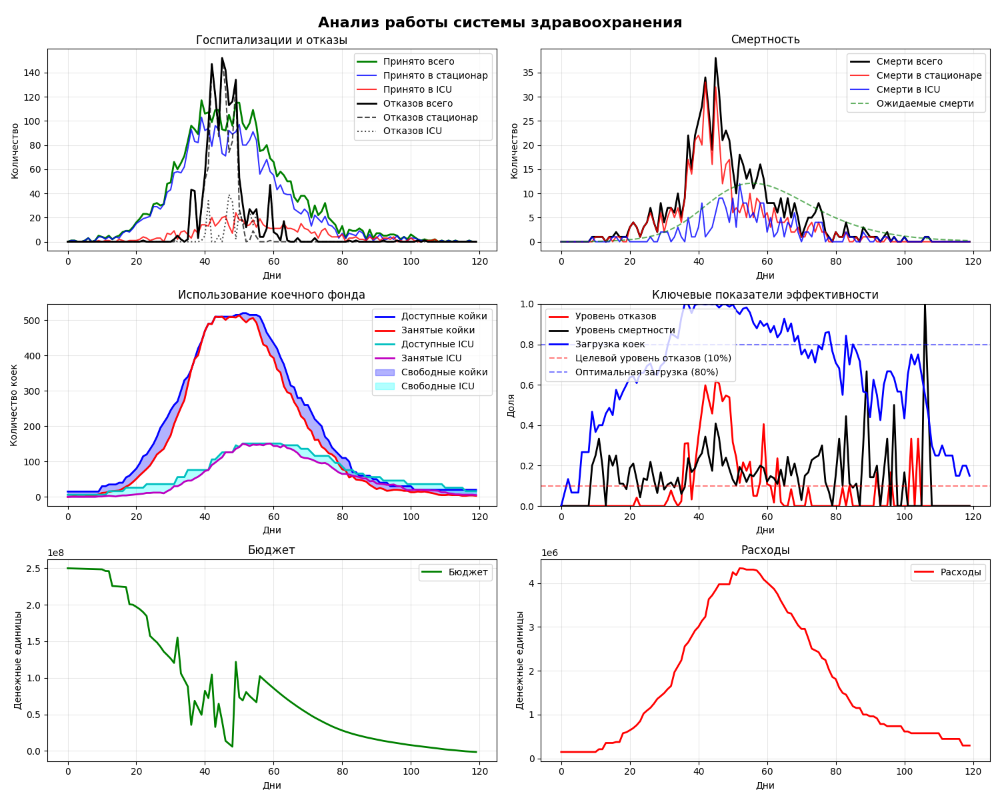 Анализ работы системы здравоохранения
Госпитализации и отказы
Количество
140
120
100
80
60
40
20
0
Принято всего
Принято в стационар
Принято в ICU
Отказов всего
Отказов стационар
Отказов ICU
0 20 40 60 80 100 120
Дни
Смертность
Количество
35
30
25
20
15
10
5
0
Смерти всего
Смерти в стационаре
Смерти в ICU
Ожидаемые смерти
0 20 40 60 80 100 120
Дни
Использование коечного фонда
Количество коек
500
400
300
200
100
0
Доступные койки
Занятые койки
Доступные ICU
Занятые ICU
Свободные койки
Свободные ICU
0 20 40 60 80 100 120
Дни
Ключевые показатели эффективности
Доля
1.0
0.8
0.6
0.4
0.2
0.0
Уровень отказов
Уровень смертности
Загрузка коек
Целевой уровень отказов (10%)
Оптимальная загрузка (80%)
0 20 40 60 80 100 120
Дни
Бюджет
1e8
Денежные единицы
2.5
2.0
1.5
1.0
0.5
0.0
Бюджет
0 20 40 60 80 100 120
Дни
Расходы
1e6
Денежные единицы
4
3
2
1
0
Расходы
0 20 40 60 80 100 120
Дни